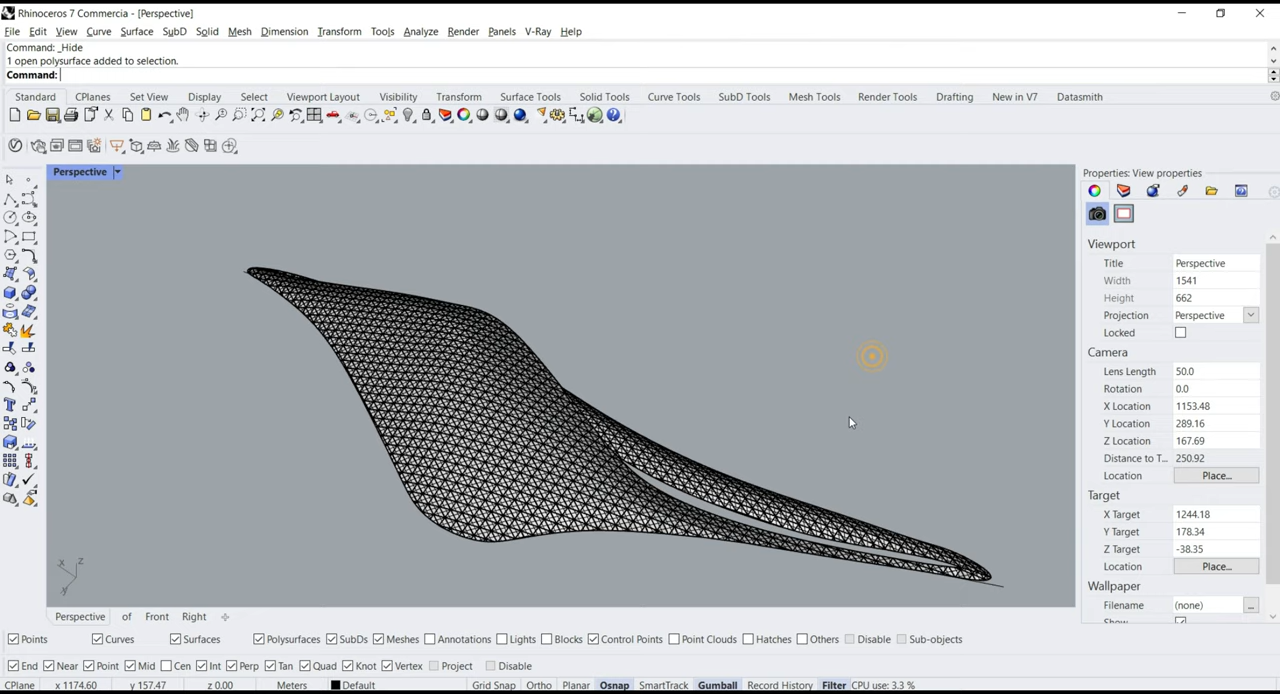 Rhinoceros 7 Commercia - [Perspective]
File Edit View Curve Surface SubD Solid Mesh Dimension Transform Tools Analyze Render Panels V-Ray Help
Command: _Hide
1 open polysurface added to selection.
Command:
Standard CPlanes Set View Display Select Viewport Layout Visibility Transform Surface Tools Solid Tools Curve Tools SubD Tools Mesh Tools Render Tools Drafting New in V7 Datasmith
Perspective
Properties: View properties
Viewport
Title Perspective
Width 1541
Height 662
Projection Perspective
Locked
Camera
Lens Length 50.0
Rotation 0.0
X Location 1153.48
Y Location 289.16
Z Location 167.69
Distance to T... 250.92
Location Place...
Target
X Target 1244.18
Y Target 178.34
Z Target -38.35
Location Place...
Wallpaper
Filename (none) ...
x z
y
Perspective of Front Right
Points Curves Surfaces Polysurfaces SubDs Meshes Annotations Lights Blocks Control Points Point Clouds Hatches Others Disable Sub-objects
End Near Point Mid Cen Int Perp Tan Quad Knot Vertex Project Disable
CPlane x 1174.60 y 157.47 z 0.00 Meters Default Grid Snap Ortho Planar Osnap SmartTrack Gumball Record History Filter CPU use: 3.3 %